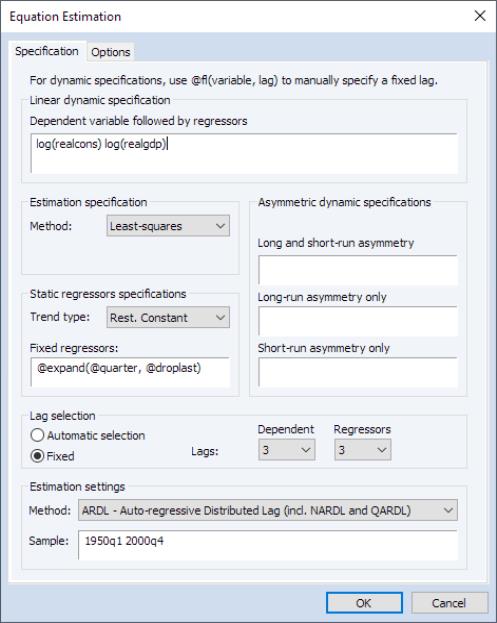 Equation Estimation
Specification Options
For dynamic specifications, use @fl(variable, lag) to manually specify a fixed lag.
Linear dynamic specification
Dependent variable followed by regressors
log(realcons) log(realgdp)
Estimation specification
Method: Least-squares
Asymmetric dynamic specifications
Long and short-run asymmetry
Long-run asymmetry only
Short-run asymmetry only
Static regressors specifications
Trend type: Rest. Constant
Fixed regressors:
@expand(@quarter, @droplast)
Lag selection
Automatic selection
Fixed
Lags:
Dependent Regressors
3 3
Estimation settings
Method: ARDL - Auto-regressive Distributed Lag (incl. NARDL and QARDL)
Sample: 1950q1 2000q4
OK Cancel